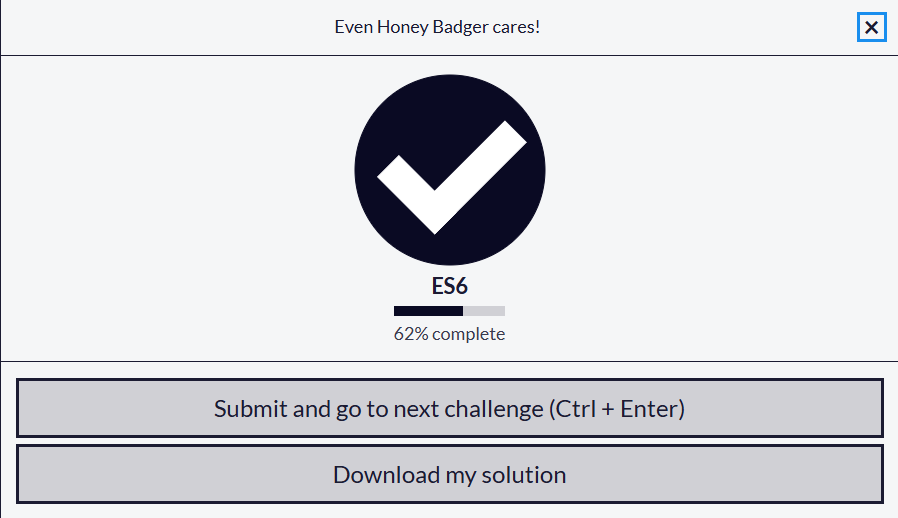 Even Honey Badger cares!
ES6
62% complete
Submit and go to next challenge (Ctrl + Enter)
Download my solution